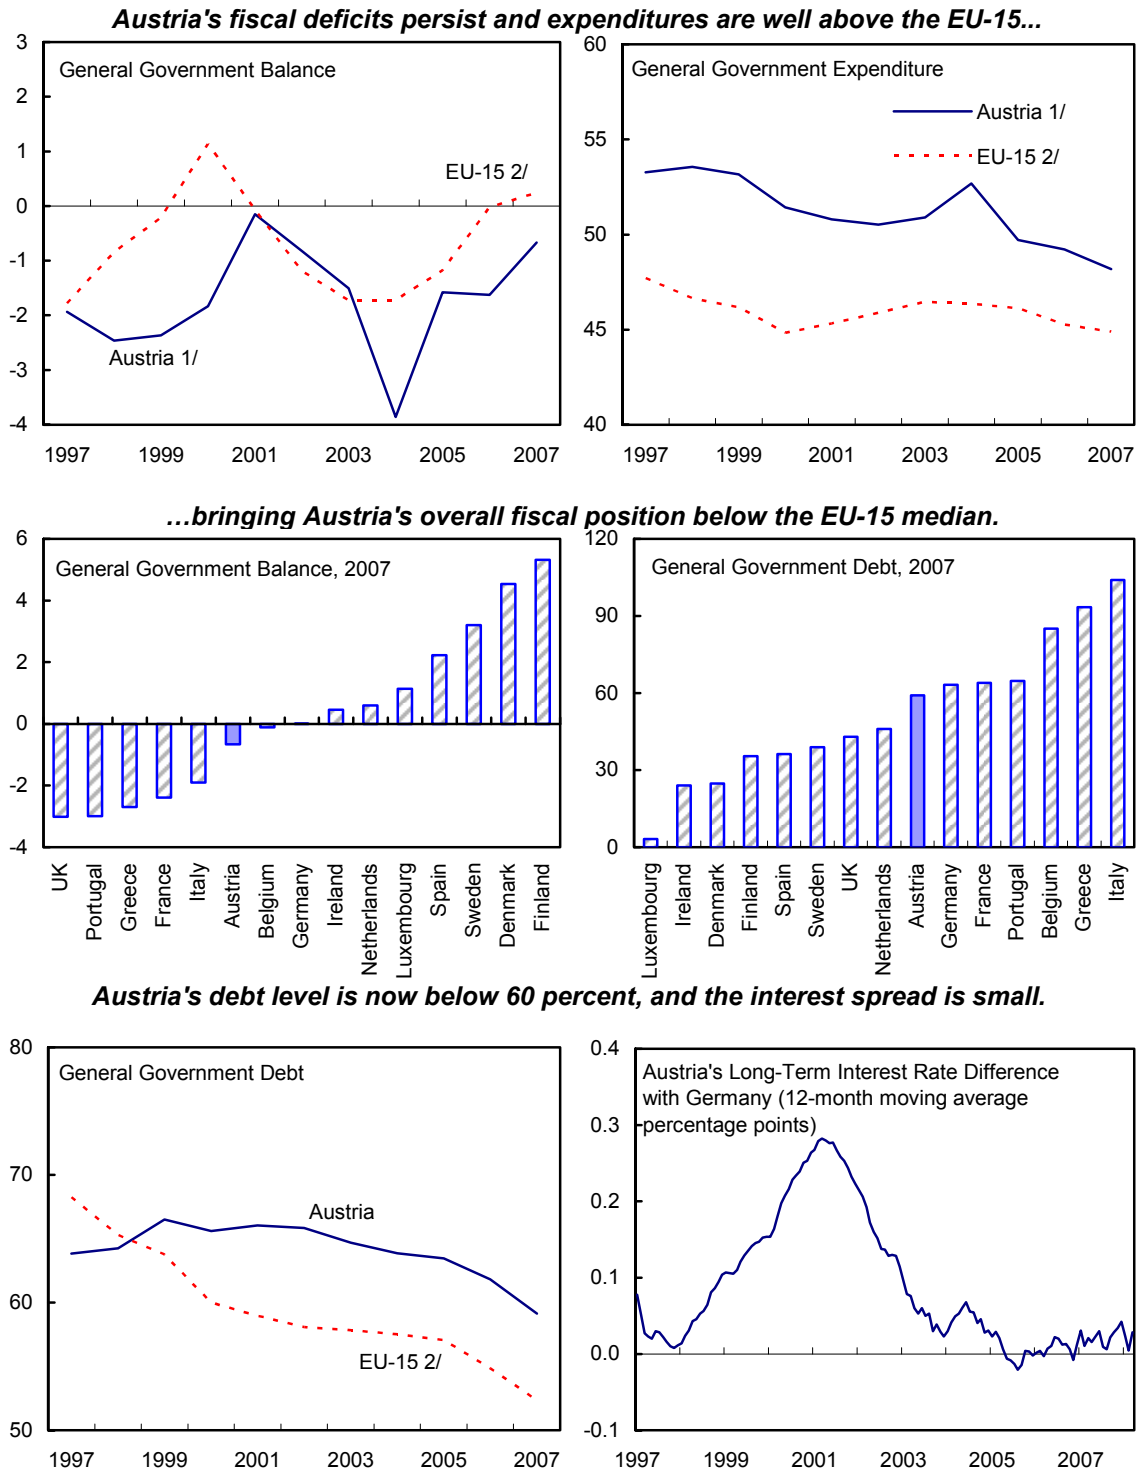 Austria's fiscal deficits persist and expenditures are well above the EU-15...
General Government Balance
3
2
1
0
-1
-2
-3
-4
EU-15 2/
Austria 1/
1997 1999 2001 2003 2005 2007
General Government Expenditure
60
55
50
45
40
Austria 1/
EU-15 2/
1997 1999 2001 2003 2005 2007
…bringing Austria's overall fiscal position below the EU-15 median.
General Government Balance, 2007
6
4
2
0
-2
-4
UK
Portugal
Greece
France
Italy
Austria
Belgium
Germany
Ireland
Netherlands
Luxembourg
Spain
Sweden
Denmark
Finland
General Government Debt, 2007
120
90
60
30
0
Luxembourg
Ireland
Denmark
Finland
Spain
Sweden
UK
Netherlands
Austria
Germany
France
Portugal
Belgium
Greece
Italy
Austria's debt level is now below 60 percent, and the interest spread is small.
General Government Debt
80
70
60
50
Austria
EU-15 2/
1997 1999 2001 2003 2005 2007
Austria's Long-Term Interest Rate Difference
with Germany (12-month moving average
percentage points)
0.4
0.3
0.2
0.1
0.0
-0.1
1997 1999 2001 2003 2005 2007